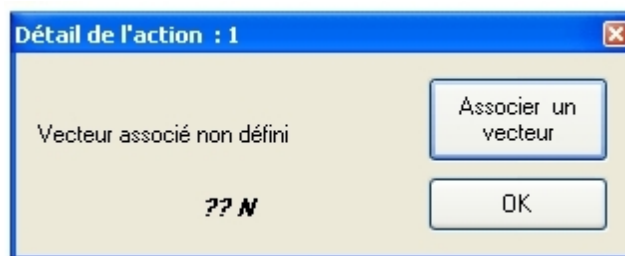 Détail de l'action : 1
Vecteur associé non défini
Associer un
vecteur
?? N
OK